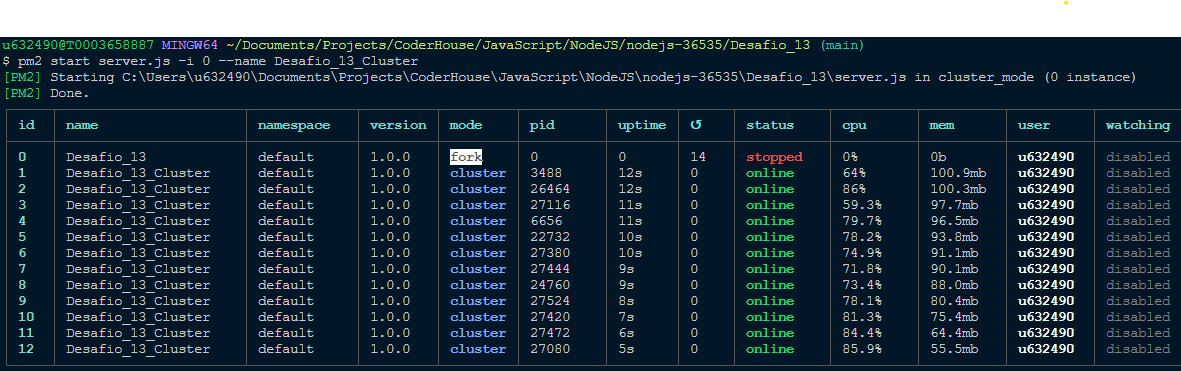 u632490@T0003658887 MINGW64 ~/Documents/Projects/CoderHouse/JavaScript/NodeJS/nodejs-36535/Desafio_13 (main)
$ pm2 start server.js -i 0 --name Desafio_13_Cluster
[PM2] Starting C:\Users\u632490\Documents\Projects\CoderHouse\JavaScript\NodeJS\nodejs-36535\Desafio_13\server.js in cluster_mode (0 instance)
[PM2] Done.
id name namespace version mode pid uptime ↺ status cpu mem user watching
0 Desafio_13 default 1.0.0 fork 0 0 14 stopped 0% 0b u632490 disabled
1 Desafio_13_Cluster default 1.0.0 cluster 3488 12s 0 online 64% 100.9mb u632490 disabled
2 Desafio_13_Cluster default 1.0.0 cluster 26464 12s 0 online 86% 100.3mb u632490 disabled
3 Desafio_13_Cluster default 1.0.0 cluster 27116 11s 0 online 59.3% 97.7mb u632490 disabled
4 Desafio_13_Cluster default 1.0.0 cluster 6656 11s 0 online 79.7% 96.5mb u632490 disabled
5 Desafio_13_Cluster default 1.0.0 cluster 22732 10s 0 online 78.2% 93.8mb u632490 disabled
6 Desafio_13_Cluster default 1.0.0 cluster 27380 10s 0 online 74.9% 91.1mb u632490 disabled
7 Desafio_13_Cluster default 1.0.0 cluster 27444 9s 0 online 71.8% 90.1mb u632490 disabled
8 Desafio_13_Cluster default 1.0.0 cluster 24760 9s 0 online 73.4% 88.0mb u632490 disabled
9 Desafio_13_Cluster default 1.0.0 cluster 27524 8s 0 online 78.1% 80.4mb u632490 disabled
10 Desafio_13_Cluster default 1.0.0 cluster 27420 7s 0 online 81.3% 75.4mb u632490 disabled
11 Desafio_13_Cluster default 1.0.0 cluster 27472 6s 0 online 84.4% 64.4mb u632490 disabled
12 Desafio_13_Cluster default 1.0.0 cluster 27080 5s 0 online 85.9% 55.5mb u632490 disabled